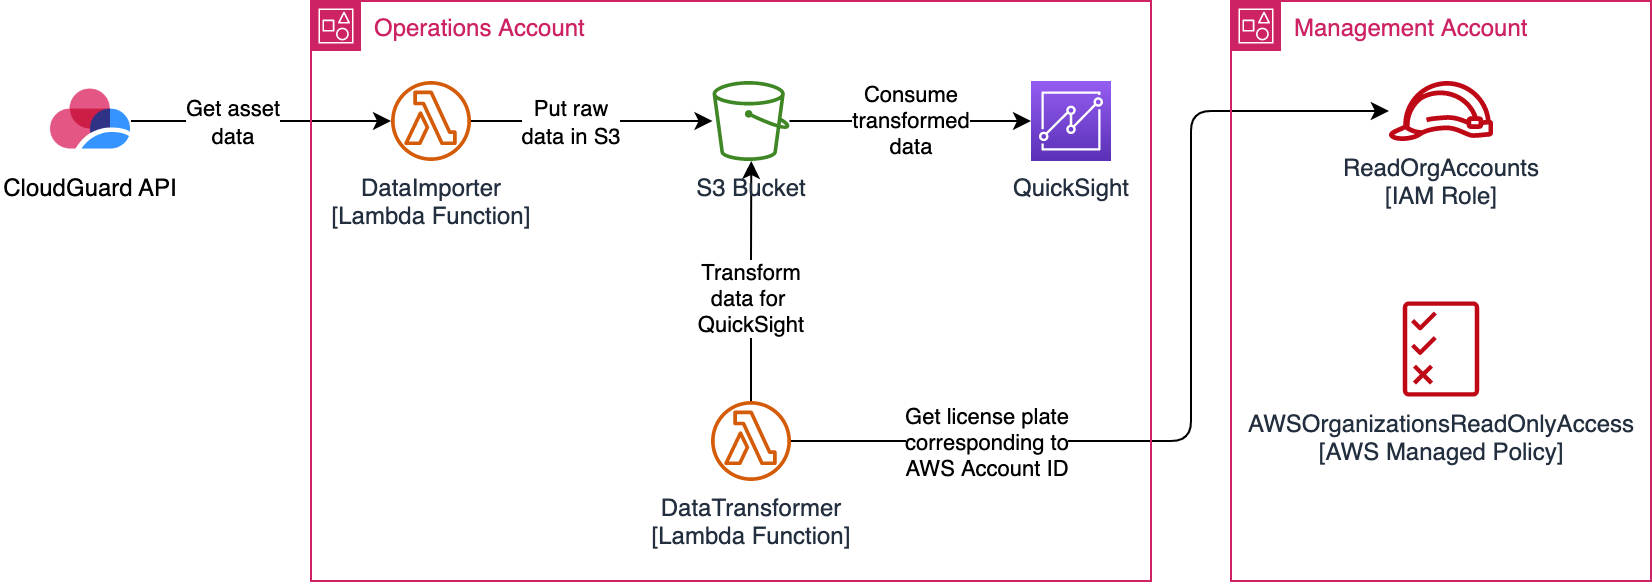 Operations Account
Management Account
Get asset
data
Put raw
data in S3
Consume
transformed
data
CloudGuard API
DataImporter
[Lambda Function]
S3 Bucket
QuickSight
ReadOrgAccounts
[IAM Role]
Transform
data for
QuickSight
Get license plate
corresponding to
AWS Account ID
AWSOrganizationsReadOnlyAccess
[AWS Managed Policy]
DataTransformer
[Lambda Function]